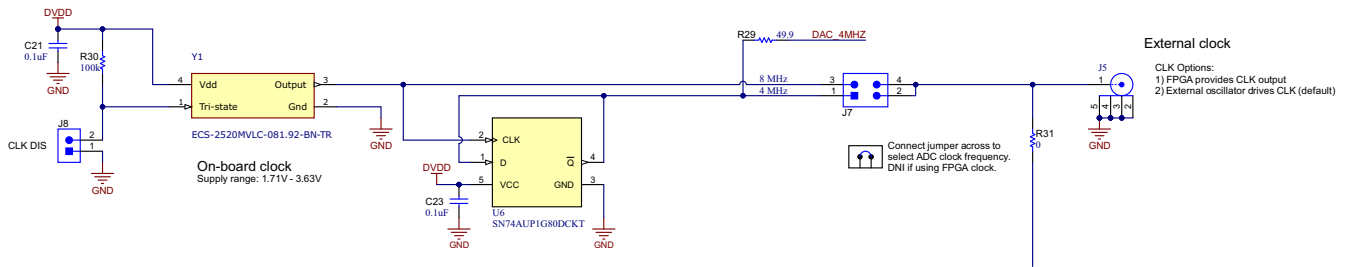 DVDD
C21
0.1uF
GND
R30
100k
J8
CLK DIS
2
1
GND
Y1
4
Vdd
Output
3
1
Tri-state
Gnd
2
ECS-2520MVLC-081.92-BN-TR
GND
On-board clock
Supply range: 1.71V - 3.63V
DVDD
C23
0.1uF
GND
2
CLK
1
D
Q
4
5
VCC
GND
3
U6
SN74AUP1G80DCKT
GND
R29
49.9
DAC_4MHZ
8 MHz
3
4
4 MHz
1
2
J7
Connect jumper across to
select ADC clock frequency.
DNI if using FPGA clock.
R31
0
External clock
J5
1
5
4
3
2
GND
CLK Options:
1) FPGA provides CLK output
2) External oscillator drives CLK (default)